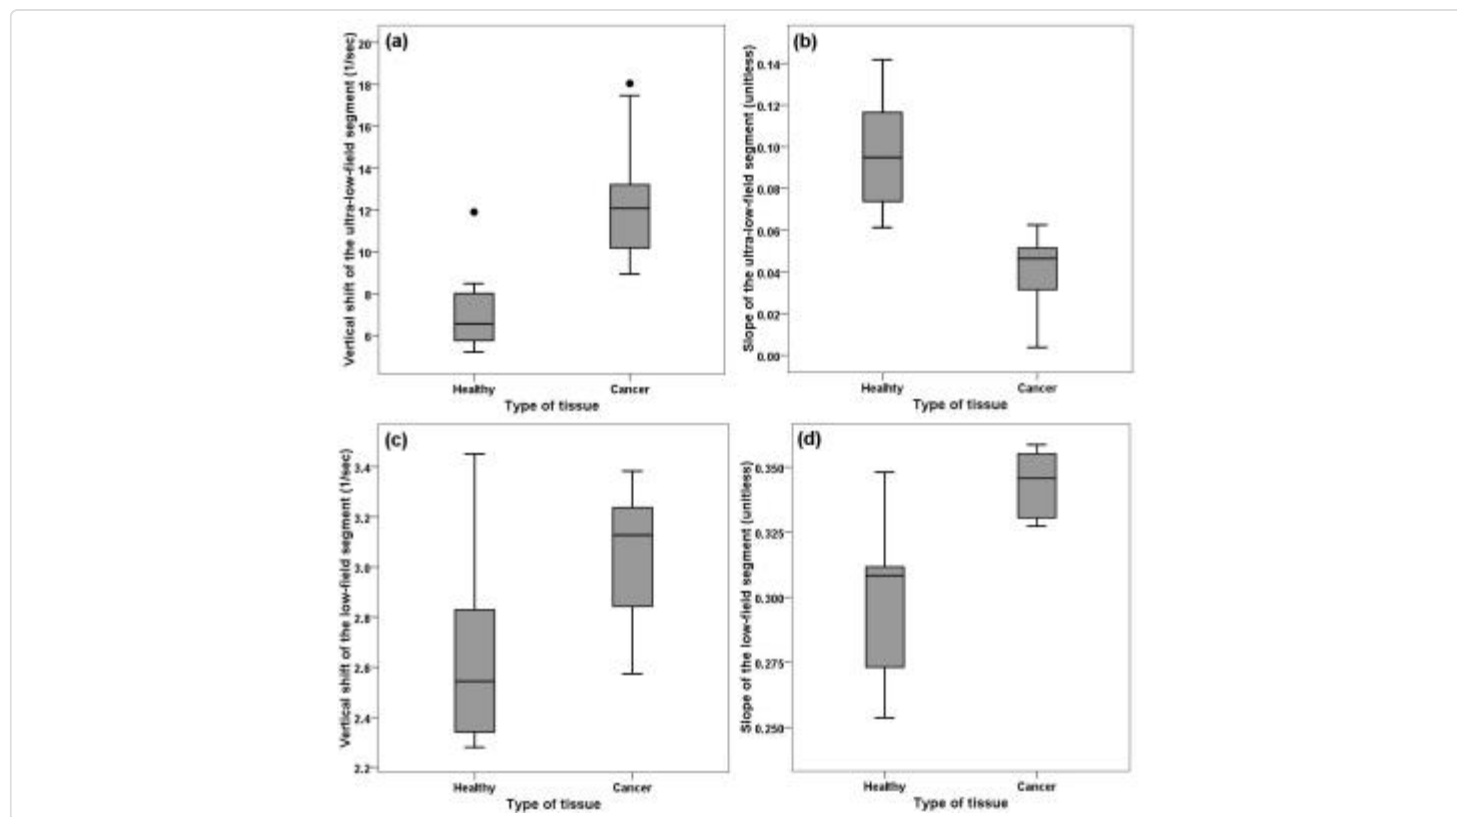 (a)
Vertical shift of the ultra-low-field segment (1/sec)
20
18
16
14
12
10
8
6
Healthy
Cancer
Type of tissue
(b)
Slope of the ultra-low-field segment (unitless)
0.14
0.12
0.10
0.08
0.06
0.04
0.02
0.00
Healhty
Cancer
Type of tissue
(c)
Vertical shift of the low-field segment (1/sec)
3.4
3.2
3.0
2.8
2.6
2.4
2.2
Healthy
Cancer
Type of tissue
(d)
Slope of the low-field segment (unitless)
0.350
0.325
0.300
0.275
0.250
Healthy
Cancer
Type of tissue